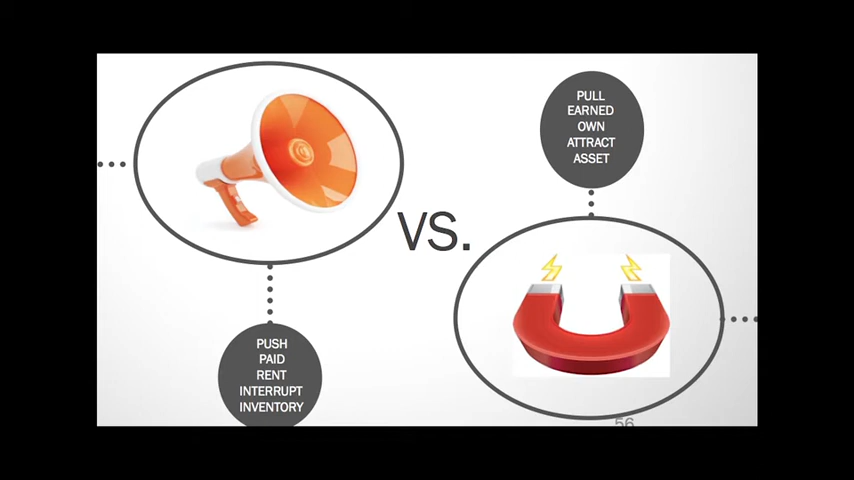 PULL
EARNED
OWN
ATTRACT
ASSET
VS.
PUSH
PAID
RENT
INTERRUPT
INVENTORY
56